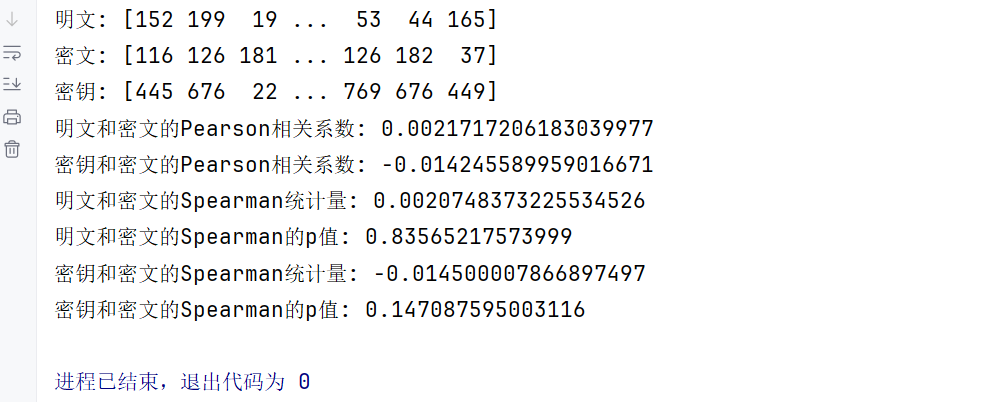 明文: [152 199  19 ...  53  44 165]
密文: [116 126 181 ... 126 182  37]
密钥: [445 676  22 ... 769 676 449]
明文和密文的Pearson相关系数: 0.0021717206183039977
密钥和密文的Pearson相关系数: -0.014245589959016671
明文和密文的Spearman统计量: 0.0020748373225534526
明文和密文的Spearman的p值: 0.83565217573999
密钥和密文的Spearman统计量: -0.014500007866897497
密钥和密文的Spearman的p值: 0.147087595003116
进程已结束，退出代码为 0